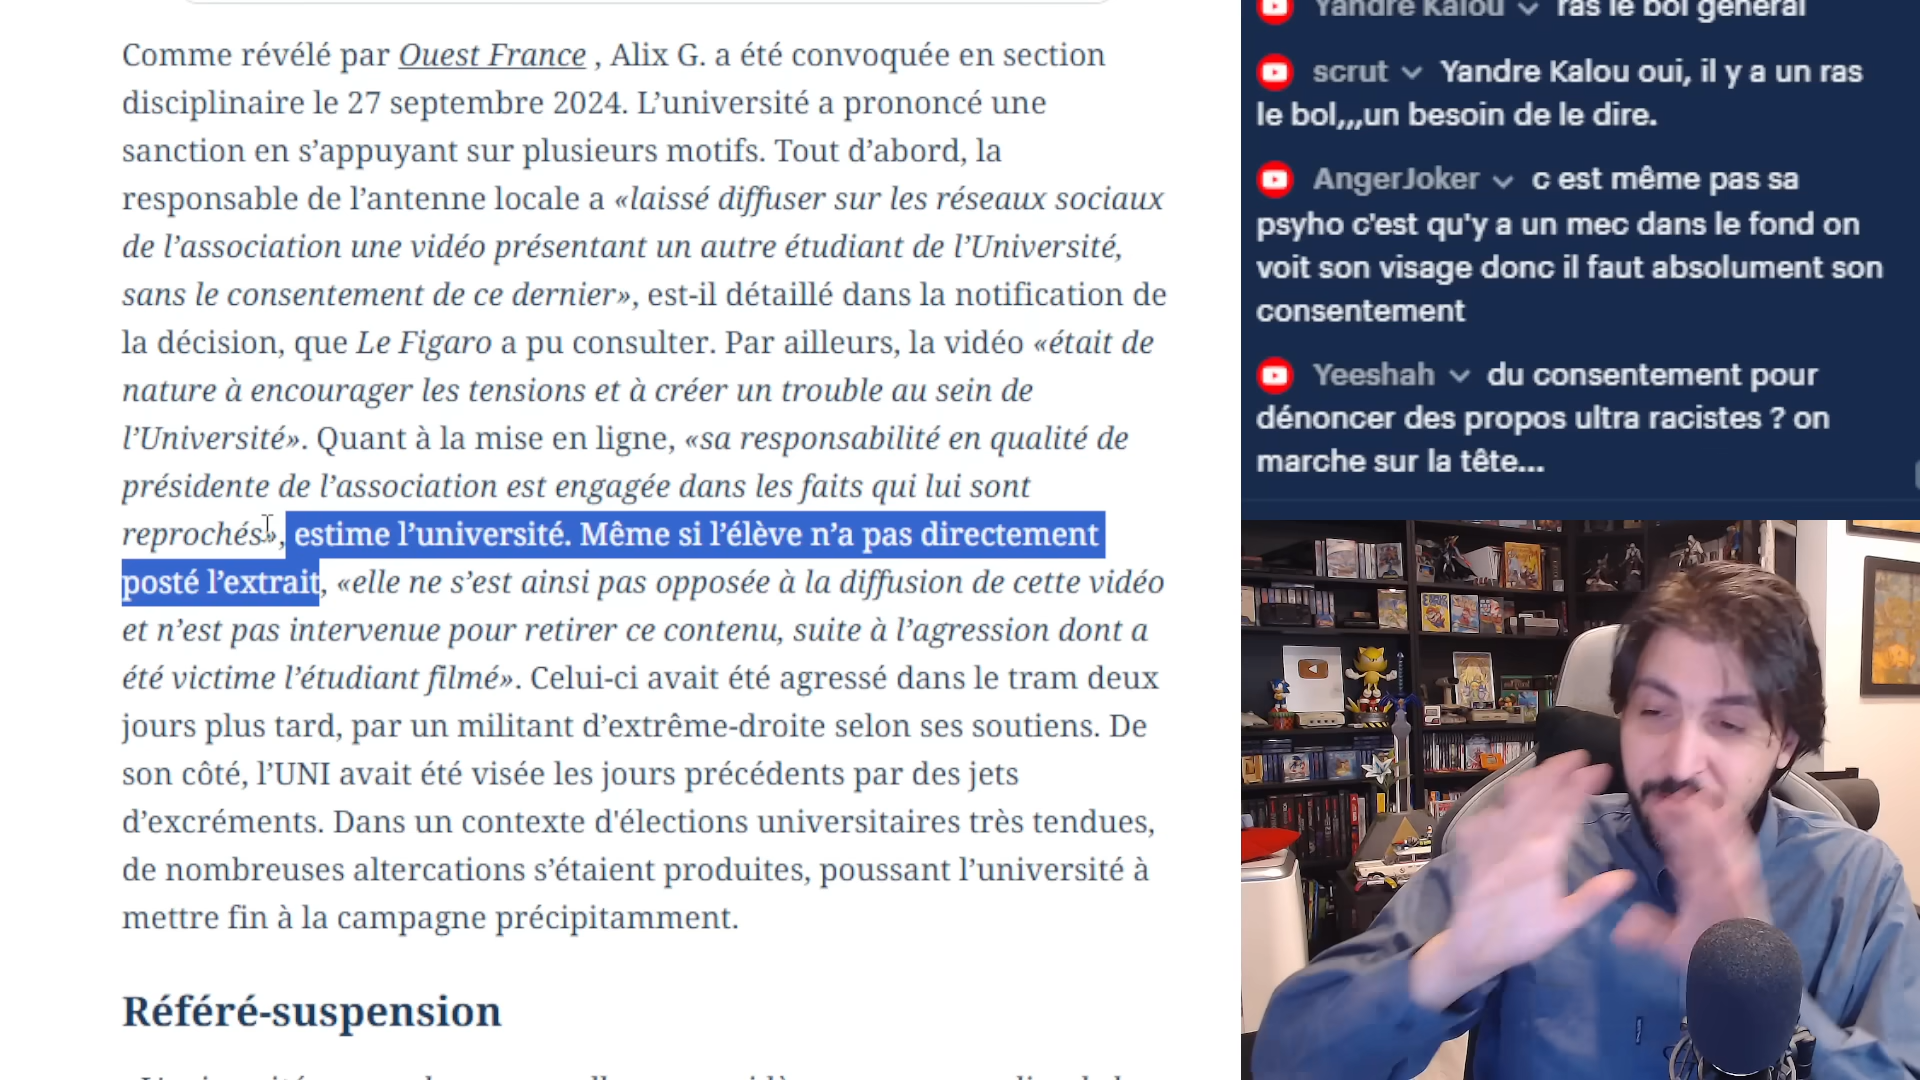 Comme révélé par Ouest France , Alix G. a été convoquée en section
disciplinaire le 27 septembre 2024. L’université a prononcé une
sanction en s’appuyant sur plusieurs motifs. Tout d’abord, la
responsable de l’antenne locale a «laissé diffuser sur les réseaux sociaux
de l’association une vidéo présentant un autre étudiant de l’Université,
sans le consentement de ce dernier», est-il détaillé dans la notification de
la décision, que Le Figaro a pu consulter. Par ailleurs, la vidéo «était de
nature à encourager les tensions et à créer un trouble au sein de
l’Université». Quant à la mise en ligne, «sa responsabilité en qualité de
présidente de l’association est engagée dans les faits qui lui sont
reprochés», estime l’université. Même si l’élève n’a pas directement
posté l’extrait, «elle ne s’est ainsi pas opposée à la diffusion de cette vidéo
et n’est pas intervenue pour retirer ce contenu, suite à l’agression dont a
été victime l’étudiant filmé». Celui-ci avait été agressé dans le tram deux
jours plus tard, par un militant d’extrême-droite selon ses soutiens. De
son côté, l’UNI avait été visée les jours précédents par des jets
d’excréments. Dans un contexte d'élections universitaires très tendues,
de nombreuses altercations s’étaient produites, poussant l’université à
mettre fin à la campagne précipitamment.
Référé-suspension
Yandre Kalou ras le bol général
scrut Yandre Kalou oui, il y a un ras
le bol,,,un besoin de le dire.
AngerJoker c est même pas sa
psyho c'est qu'y a un mec dans le fond on
voit son visage donc il faut absolument son
consentement
Yeeshah du consentement pour
dénoncer des propos ultra racistes ? on
marche sur la tête...